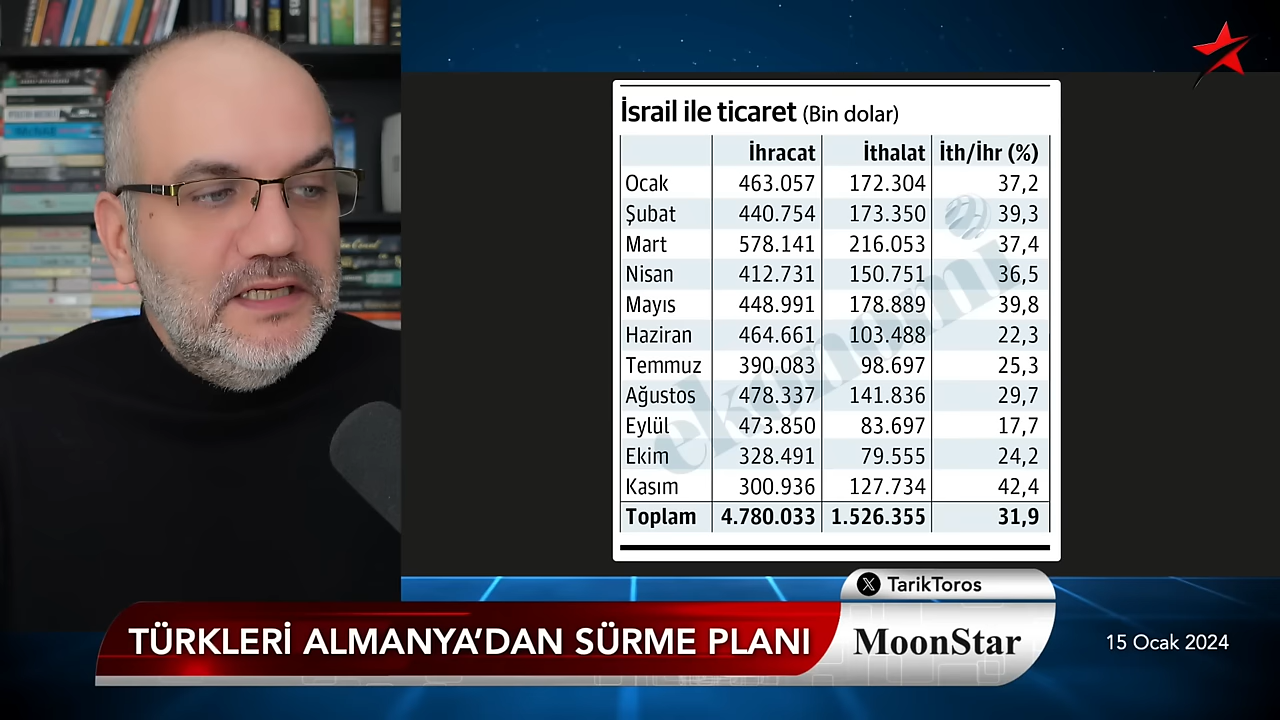 İsrail ile ticaret (Bin dolar)
İhracat İthalat İth/İhr (%)
Ocak 463.057 172.304 37,2
Şubat 440.754 173.350 39,3
Mart 578.141 216.053 37,4
Nisan 412.731 150.751 36,5
Mayıs 448.991 178.889 39,8
Haziran 464.661 103.488 22,3
Temmuz 390.083 98.697 25,3
Ağustos 478.337 141.836 29,7
Eylül 473.850 83.697 17,7
Ekim 328.491 79.555 24,2
Kasım 300.936 127.734 42,4
Toplam 4.780.033 1.526.355 31,9
ekonomi
X TarikToros
TÜRKLERİ ALMANYA’DAN SÜRME PLANI
MoonStar
15 Ocak 2024